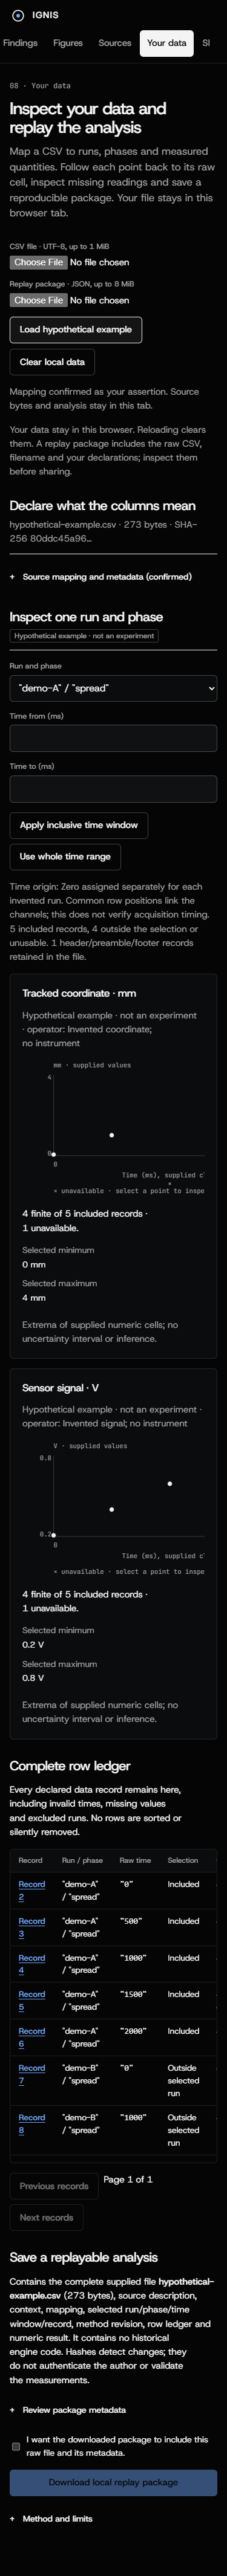 IGNIS
Findings Figures Sources Your data
08 · Your data
Inspect your data and
replay the analysis
Map a CSV to runs, phases and measured
quantities. Follow each point back to its raw
cell, inspect missing readings and save a
reproducible package. Your file stays in this
browser tab.
CSV file · UTF-8, up to 1 MiB
Choose File No file chosen
Replay package · JSON, up to 8 MiB
Choose File No file chosen
Load hypothetical example
Clear local data
Mapping confirmed as your assertion. Source
bytes and analysis stay in this tab.
Your data stay in this browser. Reloading clears
them. A replay package includes the raw CSV,
filename and your declarations; inspect them
before sharing.
Declare what the columns mean
hypothetical-example.csv · 273 bytes · SHA-
256 80ddc45a96…
+ Source mapping and metadata (confirmed)
Inspect one run and phase
Hypothetical example · not an experiment
Run and phase
"demo-A" / "spread"
Time from (ms)
Time to (ms)
Apply inclusive time window
Use whole time range
Time origin: Zero assigned separately for each
invented run. Common row positions link the
channels; this does not verify acquisition timing.
5 included records, 4 outside the selection or
unusable. 1 header/preamble/footer records
retained in the file.
Tracked coordinate · mm
Hypothetical example · not an experiment
· operator: Invented coordinate;
no instrument
mm · supplied values
4
0
0
Time (ms), supplied
× unavailable · select a point to
4 finite of 5 included records ·
1 unavailable.
Selected minimum
0 mm
Selected maximum
4 mm
Extrema of supplied numeric cells; no
uncertainty interval or inference.
Sensor signal · V
Hypothetical example · not an experiment ·
operator: Invented signal; no instrument
V · supplied values
0.8
0.2
0
Time (ms), supplied
× unavailable · select a point to
4 finite of 5 included records ·
1 unavailable.
Selected minimum
0.2 V
Selected maximum
0.8 V
Extrema of supplied numeric cells; no
uncertainty interval or inference.
Complete row ledger
Every declared data record remains here,
including invalid times, missing values
and excluded runs. No rows are sorted or
silently removed.
Record Run / phase Raw time Selection
Record 2 "demo-A" / "spread" "0" Included
Record 3 "demo-A" / "spread" "500" Included
Record 4 "demo-A" / "spread" "1000" Included
Record 5 "demo-A" / "spread" "1500" Included
Record 6 "demo-A" / "spread" "2000" Included
Record 7 "demo-B" / "spread" "0" Outside selected run
Record 8 "demo-B" / "spread" "1000" Outside selected run
Previous records Page 1 of 1
Next records
Save a replayable analysis
Contains the complete supplied file hypothetical-
example.csv (273 bytes), source description,
context, mapping, selected run/phase/time
window/record, method revision, row ledger and
numeric result. It contains no historical
engine code. Hashes detect changes; they
do not authenticate the author or validate
the measurements.
+ Review package metadata
I want the downloaded package to include this
raw file and its metadata.
Download local replay package
+ Method and limits